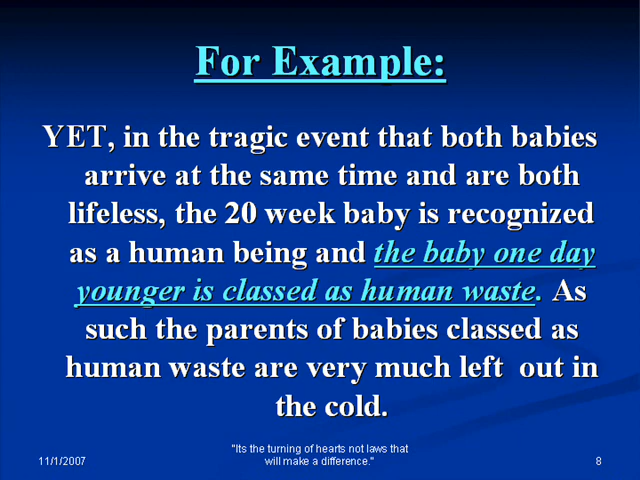 For Example:
YET, in the tragic event that both babies
arrive at the same time and are both
lifeless, the 20 week baby is recognized
as a human being and the baby one day
younger is classed as human waste. As
such the parents of babies classed as
human waste are very much left out in
the cold.
11/1/2007
"Its the turning of hearts not laws that
will make a difference."
8